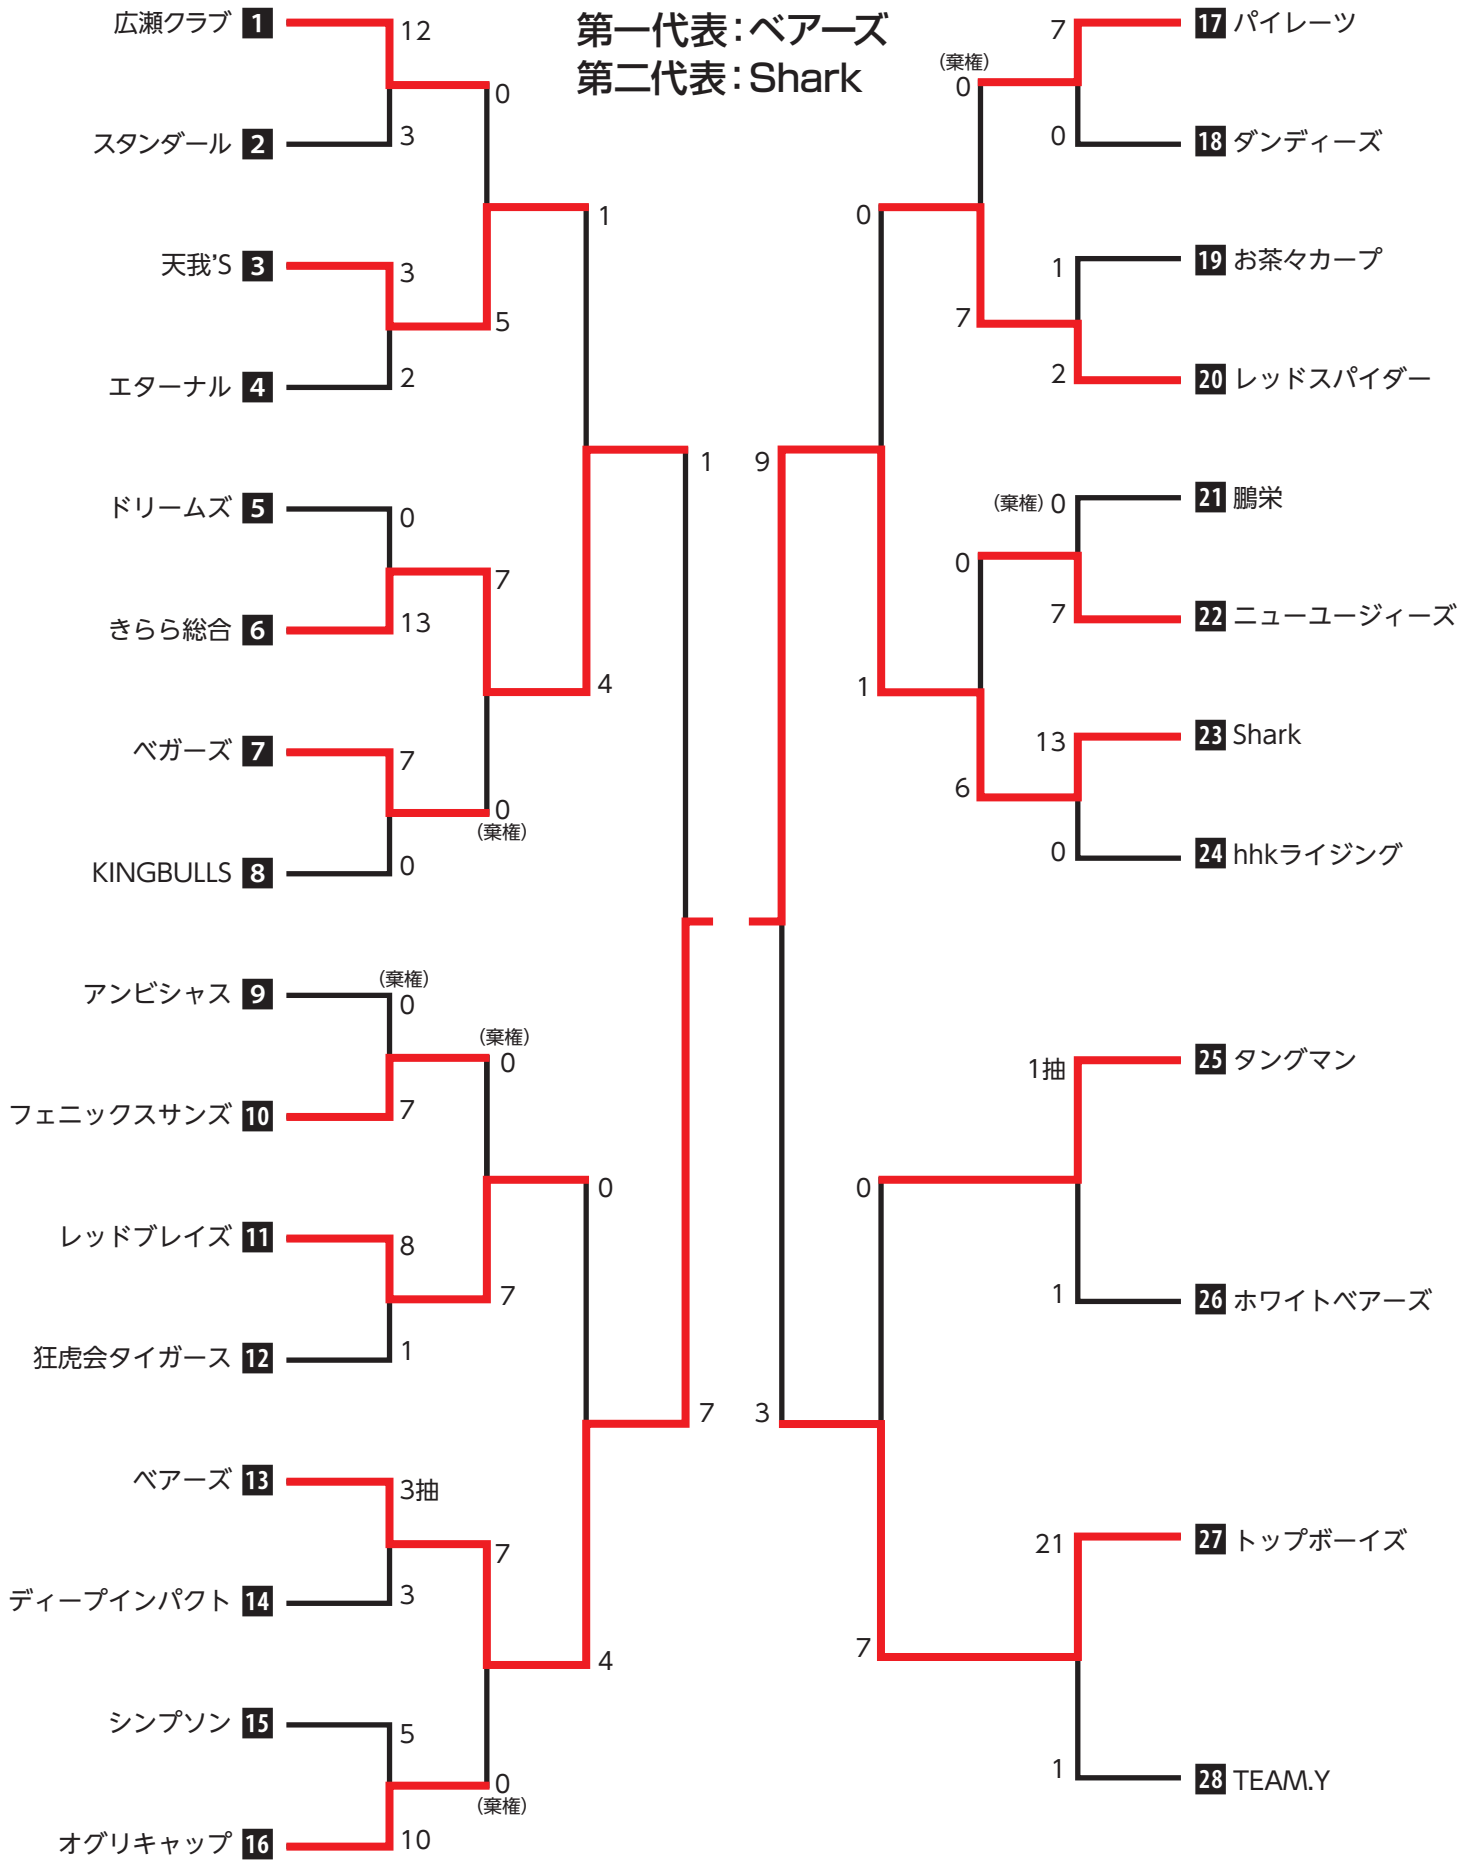 第一代表：ベアーズ
第二代表：Shark
広瀬クラブ 1
12
0
スタンダール 2
3
1
天我'S 3
3
5
エターナル 4
2
1
ドリームズ 5
0
7
きらら総合 6
13
4
ベガーズ 7
7
0
(棄権)
KINGBULLS 8
0
アンビシャス 9
(棄権)
0
(棄権)
0
フェニックスサンズ 10
7
0
レッドブレイズ 11
8
7
狂虎会タイガース 12
1
7
ベアーズ 13
3抽
7
ディープインパクト 14
3
4
シンプソン 15
5
0
(棄権)
オグリキャップ 16
10
7
17 パイレーツ
(棄権)
0
0
18 ダンディーズ
0
1
19 お茶々カープ
7
2
20 レッドスパイダー
9
(棄権) 0
21 鵬栄
0
7
22 ニューユージィーズ
1
13
23 Shark
6
0
24 hhkライジング
1抽
25 タングマン
0
1
26 ホワイトベアーズ
3
21
27 トップボーイズ
7
1
28 TEAM.Y